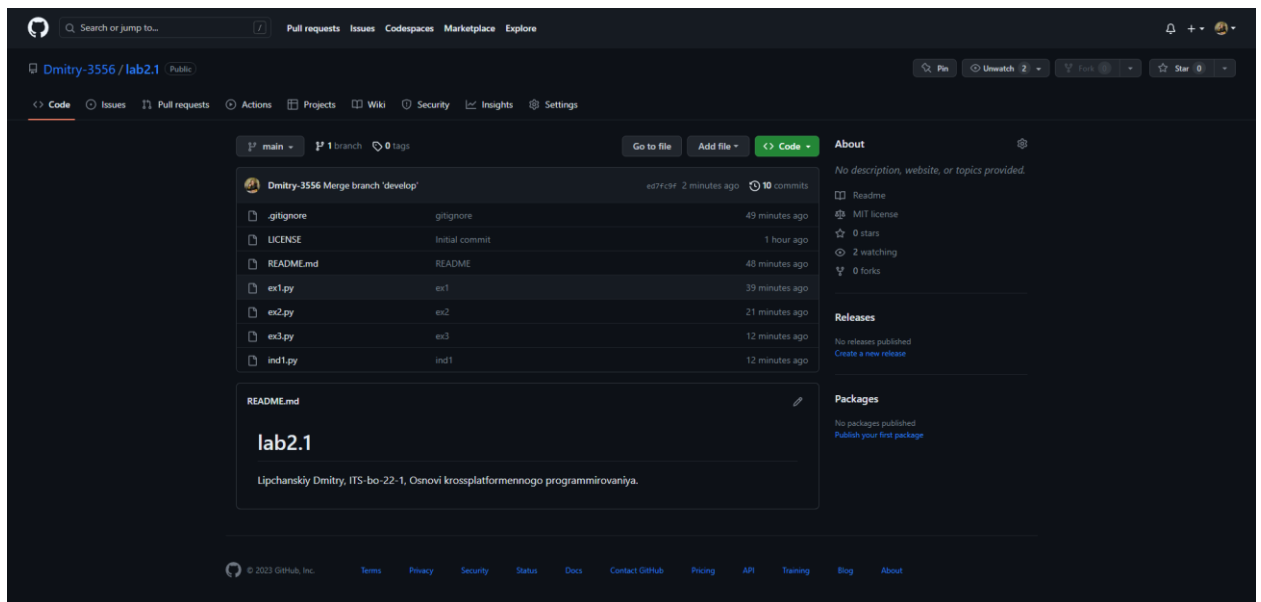 Search or jump to... /
Pull requests Issues Codespaces Marketplace Explore
Dmitry-3556 / lab2.1 Public
Pin
Unwatch 2
Fork 0
Star 0
Code Issues Pull requests Actions Projects Wiki Security Insights Settings
main 1 branch 0 tags
Go to file Add file Code
Dmitry-3556 Merge branch 'develop' ed7fc9f 2 minutes ago 10 commits
.gitignore gitignore 49 minutes ago
LICENSE Initial commit 1 hour ago
README.md README 48 minutes ago
ex1.py ex1 39 minutes ago
ex2.py ex2 21 minutes ago
ex3.py ex3 12 minutes ago
ind1.py ind1 12 minutes ago
README.md
lab2.1
Lipchanskiy Dmitry, ITS-bo-22-1, Osnovi krossplatformennogo programmirovaniya.
About
No description, website, or topics provided.
Readme
MIT license
0 stars
2 watching
0 forks
Releases
No releases published
Create a new release
Packages
No packages published
Publish your first package
© 2023 GitHub, Inc. Terms Privacy Security Status Docs Contact GitHub Pricing API Training Blog About